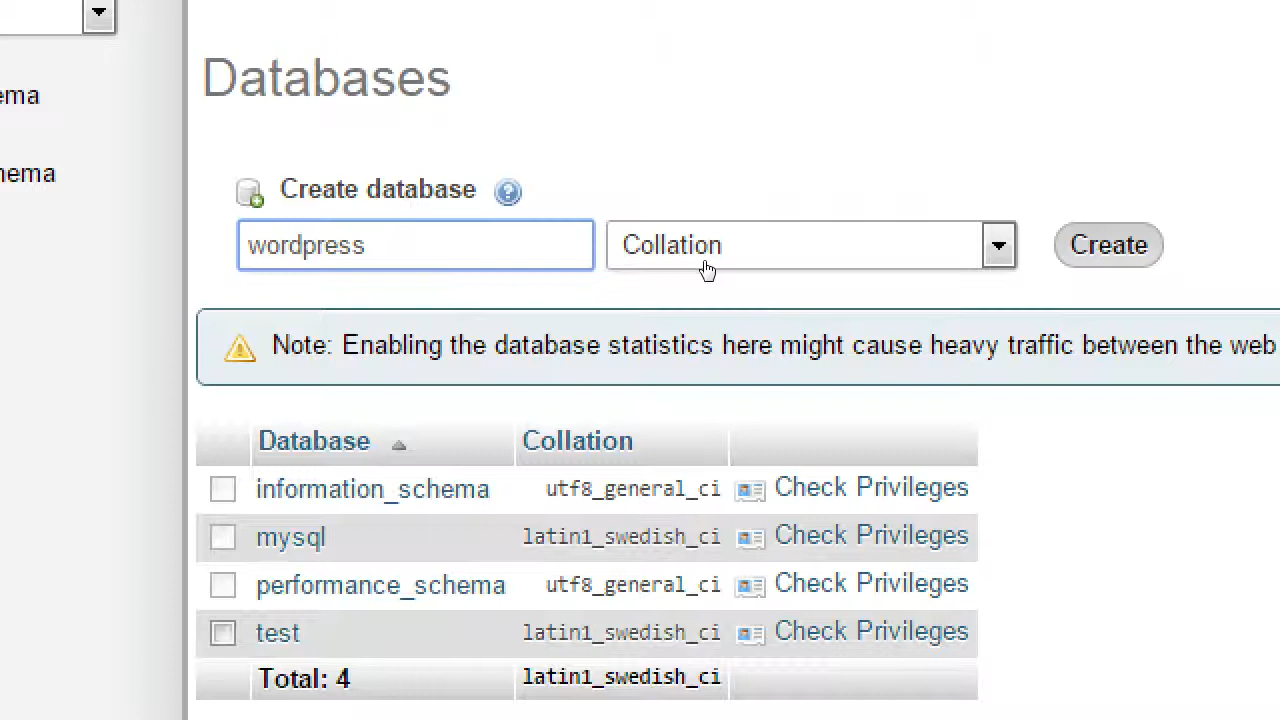 ema
hema
Databases
Create database
wordpress Collation Create
Note: Enabling the database statistics here might cause heavy traffic between the web
Database Collation
information_schema utf8_general_ci Check Privileges
mysql latin1_swedish_ci Check Privileges
performance_schema utf8_general_ci Check Privileges
test latin1_swedish_ci Check Privileges
Total: 4 latin1_swedish_ci